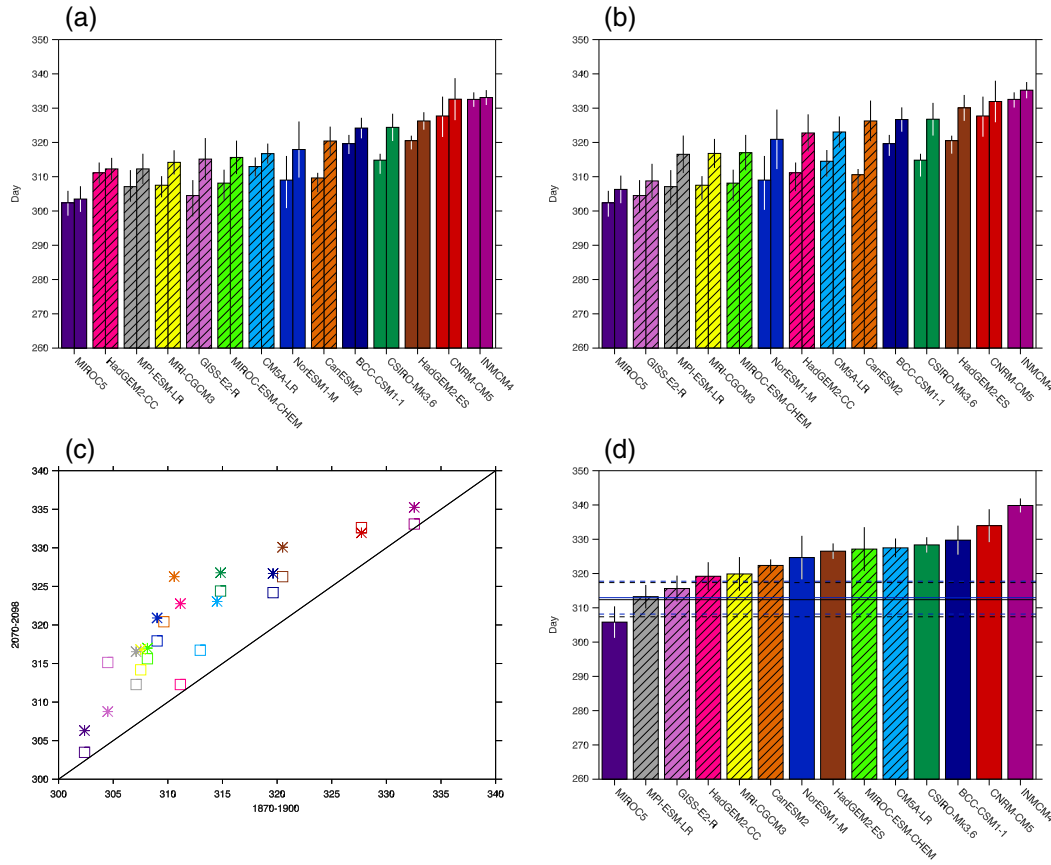 (a)
350
340
330
320
310
300
290
280
270
260
Day
MIROC5
HadGEM2-CC
MPI-ESM-LR
MRI-CGCM3
GISS-E2-R
MIROC-ESM-CHEM
CM5A-LR
NorESM1-M
CanESM2
BCC-CSM1-1
CSIRO-Mk3.6
HadGEM2-ES
CNRM-CM5
INMCM4
(b)
350
340
330
320
310
300
290
280
270
260
Day
MIROC5
GISS-E2-R
MPI-ESM-LR
MRI-CGCM3
MIROC-ESM-CHEM
NorESM1-M
HadGEM2-CC
CM5A-LR
CanESM2
BCC-CSM1-1
CSIRO-Mk3.6
HadGEM2-ES
CNRM-CM5
INMCM4
(c)
340
335
330
325
320
315
310
305
300
2070-2098
300 305 310 315 320 325 330 335 340
1870-1900
(d)
350
340
330
320
310
300
290
280
270
260
Day
MIROC5
MPI-ESM-LR
GISS-E2-R
HadGEM2-CC
MRI-CGCM3
CanESM2
NorESM1-M
HadGEM2-ES
MIROC-ESM-CHEM
CM5A-LR
CSIRO-Mk3.6
BCC-CSM1-1
CNRM-CM5
INMCM4